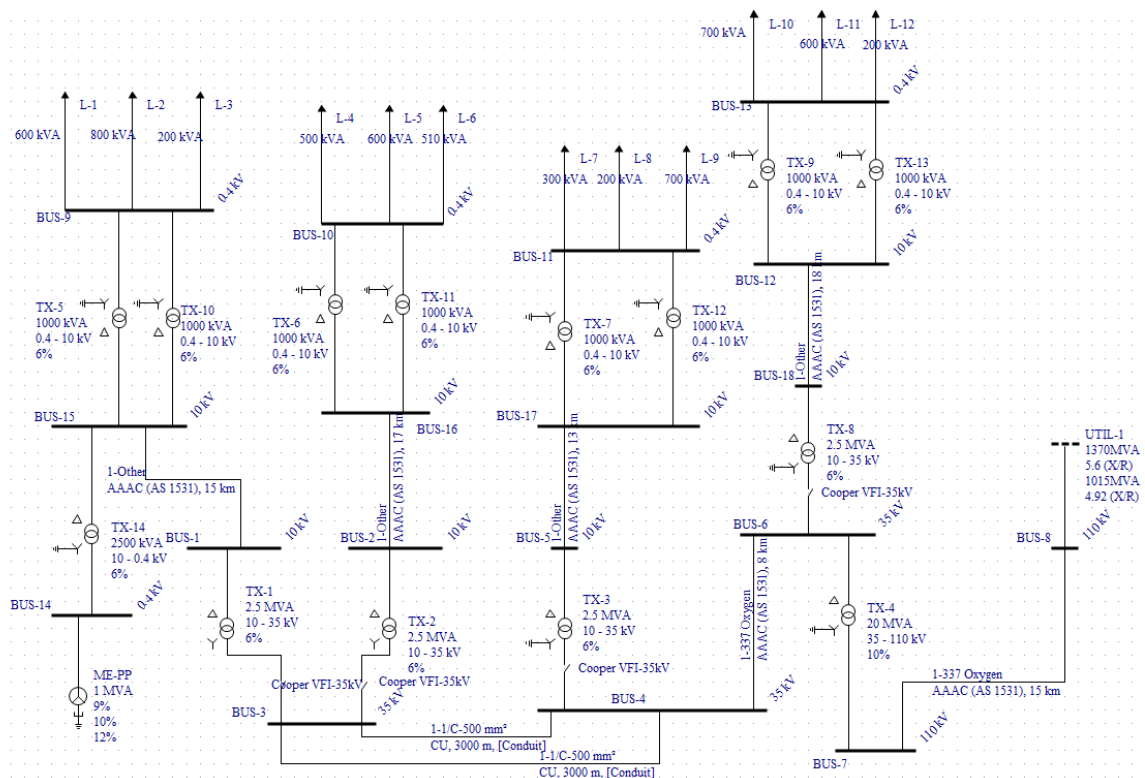 700 kVA
L-10
600 kVA
L-11
200 kVA
L-12
0.4 kV
BUS-13
TX-9
1000 kVA
0.4 - 10 kV
6%
TX-13
1000 kVA
0.4 - 10 kV
6%
10 kV
BUS-12
600 kVA
L-1
800 kVA
L-2
200 kVA
L-3
0.4 kV
BUS-9
500 kVA
L-4
600 kVA
L-5
510 kVA
L-6
0.4 kV
BUS-10
300 kVA
L-7
200 kVA
L-8
700 kVA
L-9
0.4 kV
BUS-11
TX-5
1000 kVA
0.4 - 10 kV
6%
TX-10
1000 kVA
0.4 - 10 kV
6%
TX-6
1000 kVA
0.4 - 10 kV
6%
TX-11
1000 kVA
0.4 - 10 kV
6%
TX-7
1000 kVA
0.4 - 10 kV
6%
TX-12
1000 kVA
0.4 - 10 kV
6%
1-Other
AAAC (AS 1531), 18 km
BUS-18
10 kV
BUS-15
10 kV
BUS-16
10 kV
BUS-17
10 kV
TX-8
2.5 MVA
10 - 35 kV
6%
Cooper VFI-35kV
UTIL-1
1370MVA
5.6 (X/R)
1015MVA
4.92 (X/R)
1-Other
AAAC (AS 1531), 15 km
1-Other
AAAC (AS 1531), 17 km
1-Other
AAAC (AS 1531), 13 km
TX-14
2500 kVA
10 - 0.4 kV
6%
BUS-1
10 kV
BUS-2
10 kV
BUS-5
10 kV
BUS-6
35 kV
BUS-8
110 kV
BUS-14
0.4 kV
TX-1
2.5 MVA
10 - 35 kV
6%
TX-2
2.5 MVA
10 - 35 kV
6%
TX-3
2.5 MVA
10 - 35 kV
6%
Cooper VFI-35kV
1-337 Oxygen
AAAC (AS 1531), 8 km
TX-4
20 MVA
35 - 110 kV
10%
ME-PP
1 MVA
9%
10%
12%
Cooper VFI-35kV
Cooper VFI-35kV
BUS-3
35 kV
BUS-4
35 kV
1-337 Oxygen
AAAC (AS 1531), 15 km
1-1/C-500 mm²
CU, 3000 m, [Conduit]
1-1/C-500 mm²
CU, 3000 m, [Conduit]
BUS-7
110 kV